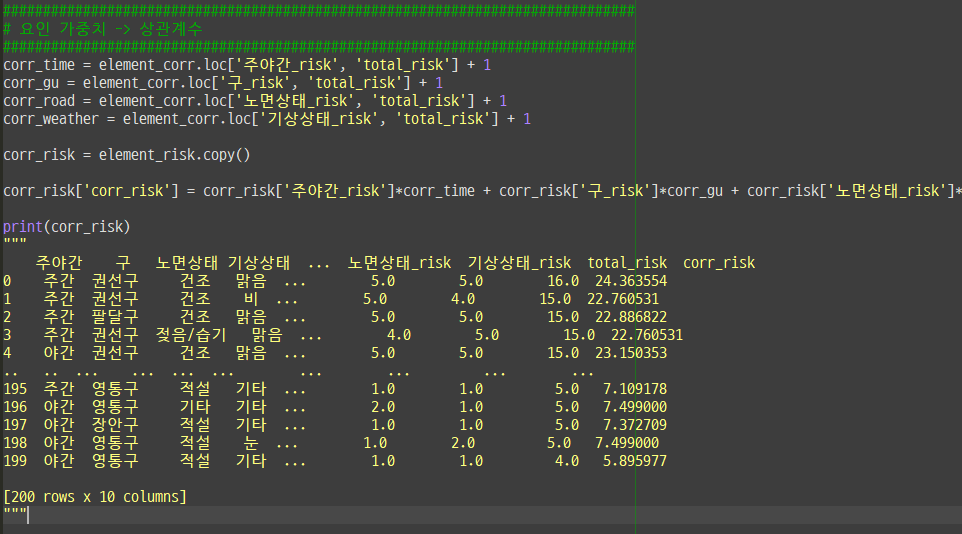 ###############################################################################
# 요인 가중치 -> 상관계수
###############################################################################
corr_time = element_corr.loc['주야간_risk', 'total_risk'] + 1
corr_gu = element_corr.loc['구_risk', 'total_risk'] + 1
corr_road = element_corr.loc['노면상태_risk', 'total_risk'] + 1
corr_weather = element_corr.loc['기상상태_risk', 'total_risk'] + 1
corr_risk = element_risk.copy()
corr_risk['corr_risk'] = corr_risk['주야간_risk']*corr_time + corr_risk['구_risk']*corr_gu + corr_risk['노면상태_risk']*
print(corr_risk)
"""
주야간 구 노면상태 기상상태 ... 노면상태_risk 기상상태_risk total_risk corr_risk
0 주간 권선구 건조 맑음 ... 5.0 5.0 16.0 24.363554
1 주간 권선구 건조 비 ... 5.0 4.0 15.0 22.760531
2 주간 팔달구 건조 맑음 ... 5.0 5.0 15.0 22.886822
3 주간 권선구 젖음/습기 맑음 ... 4.0 5.0 15.0 22.760531
4 야간 권선구 건조 맑음 ... 5.0 5.0 15.0 23.150353
.. .. ... ... ... ... ... ... ... ...
195 주간 영통구 적설 기타 ... 1.0 1.0 5.0 7.109178
196 야간 영통구 기타 기타 ... 2.0 1.0 5.0 7.499000
197 야간 장안구 적설 기타 ... 1.0 1.0 5.0 7.372709
198 야간 영통구 적설 눈 ... 1.0 2.0 5.0 7.499000
199 야간 영통구 적설 기타 ... 1.0 1.0 4.0 5.895977
[200 rows x 10 columns]
"""